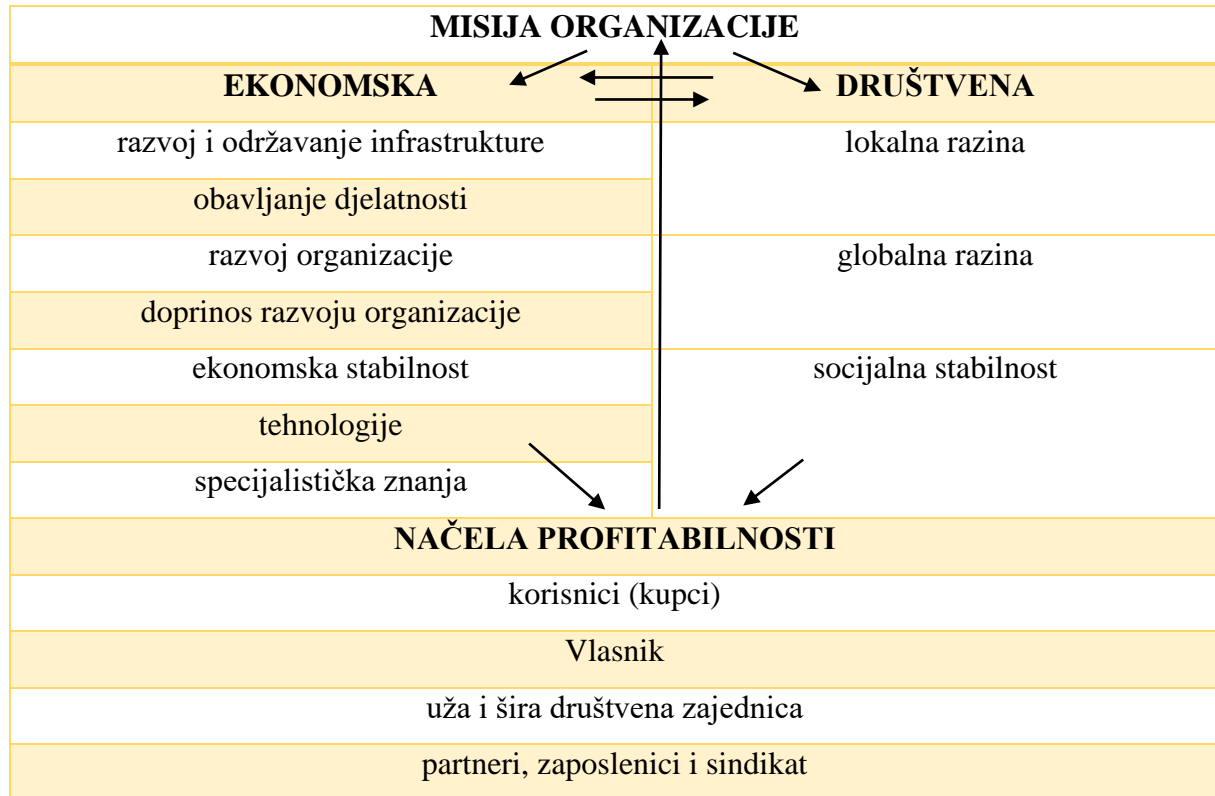 MISIJA ORGANIZACIJE
EKONOMSKA
DRUŠTVENA
razvoj i održavanje infrastrukture
lokalna razina
obavljanje djelatnosti
razvoj organizacije
globalna razina
doprinos razvoju organizacije
ekonomska stabilnost
socijalna stabilnost
tehnologije
specijalistička znanja
NAČELA PROFITABILNOSTI
korisnici (kupci)
Vlasnik
uža i šira društvena zajednica
partneri, zaposlenici i sindikat